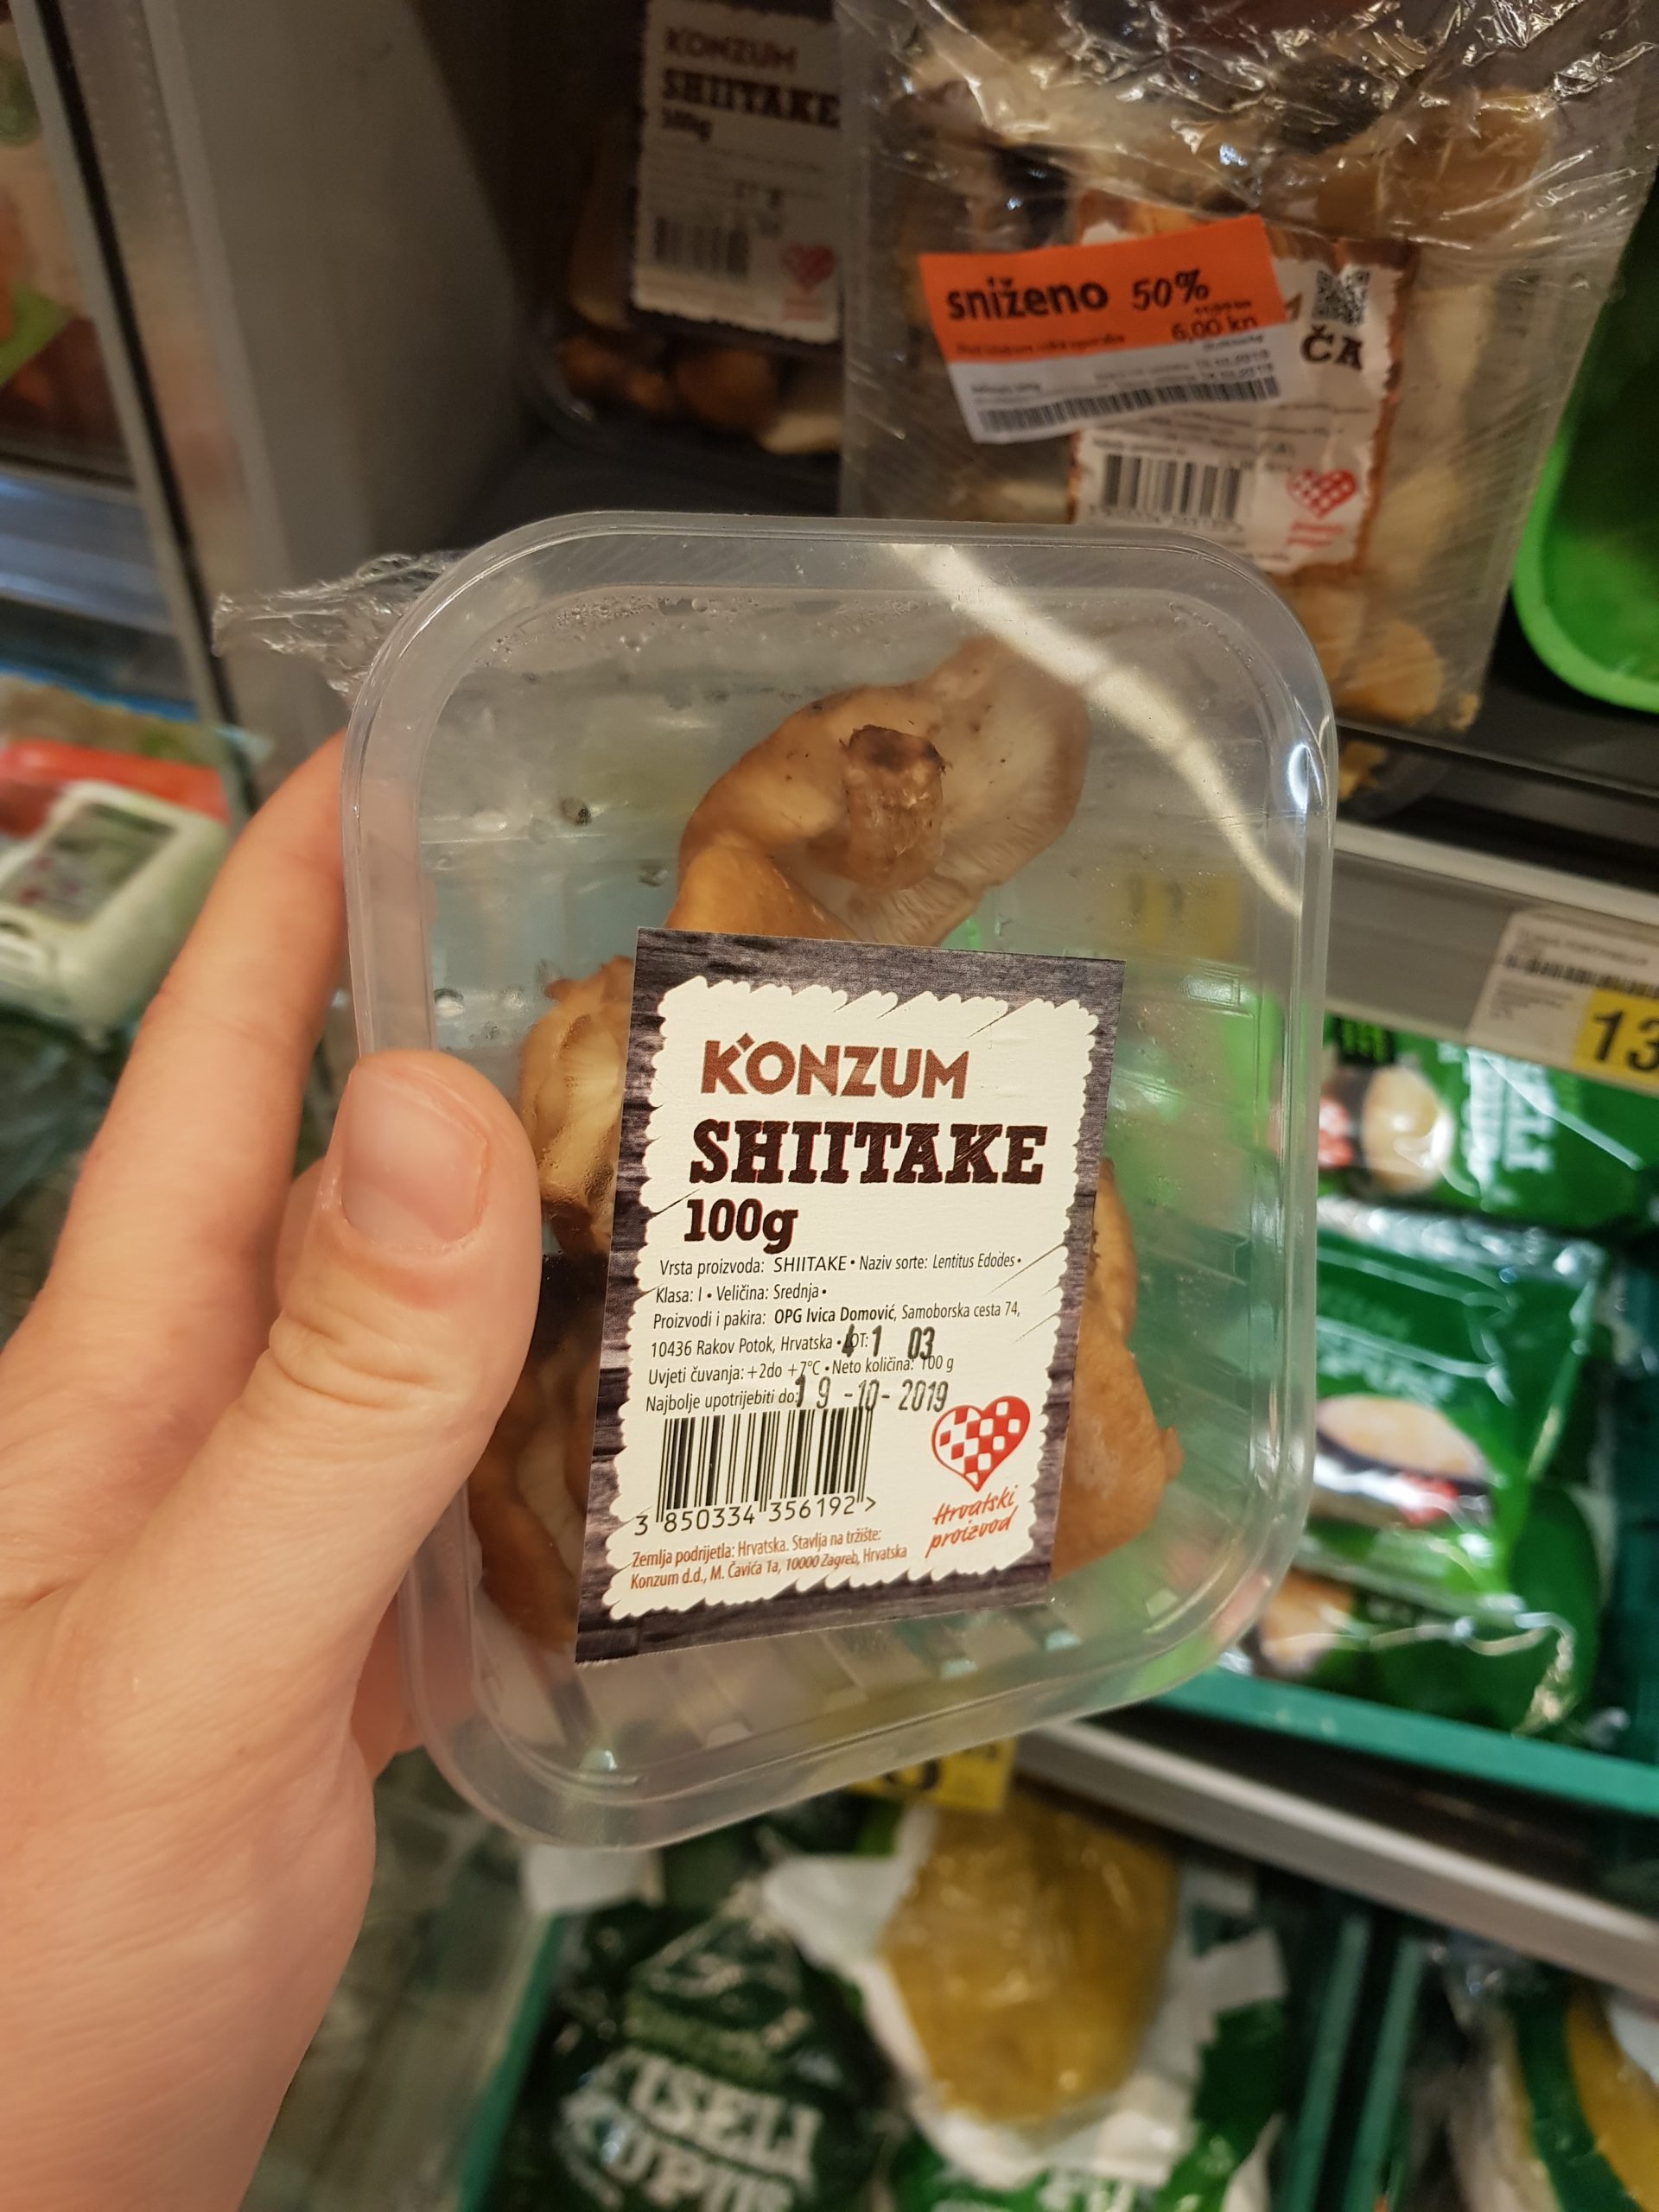 KONZUM
SHIITAKE
100g
sniženo 50%
6,00 kn
ČA
KONZUM
SHIITAKE
100g
Vrsta proizvoda: SHIITAKE • Naziv sorte: Lentitus Edodes •
Klasa: I • Veličina: Srednja •
Proizvodi i pakira: OPG Ivica Domović, Samoborska cesta 74,
10436 Rakov Potok, Hrvatska • LOT: 41 03
Uvjeti čuvanja: +2do +7°C • Neto količina: 100 g
Najbolje upotrijebiti do: 19-10-2019
3 850334 356192 >
Hrvatski
proizvod
Zemlja podrijetla: Hrvatska. Stavlja na tržište:
Konzum d.d., M. Čavića 1a, 10000 Zagreb, Hrvatska
13
KISELI
KUPUS